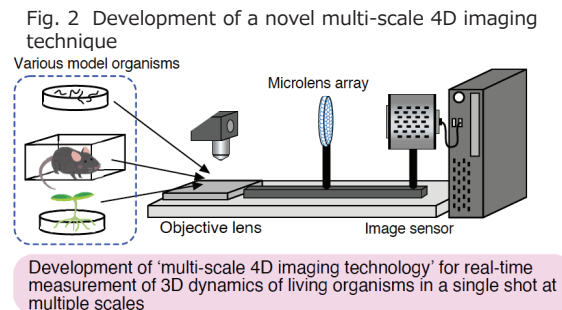 Fig. 2 Development of a novel multi-scale 4D imaging
technique
Various model organisms
Microlens array
Objective lens
Image sensor
Development of ‘multi-scale 4D imaging technology’ for real-time
measurement of 3D dynamics of living organisms in a single shot at
multiple scales